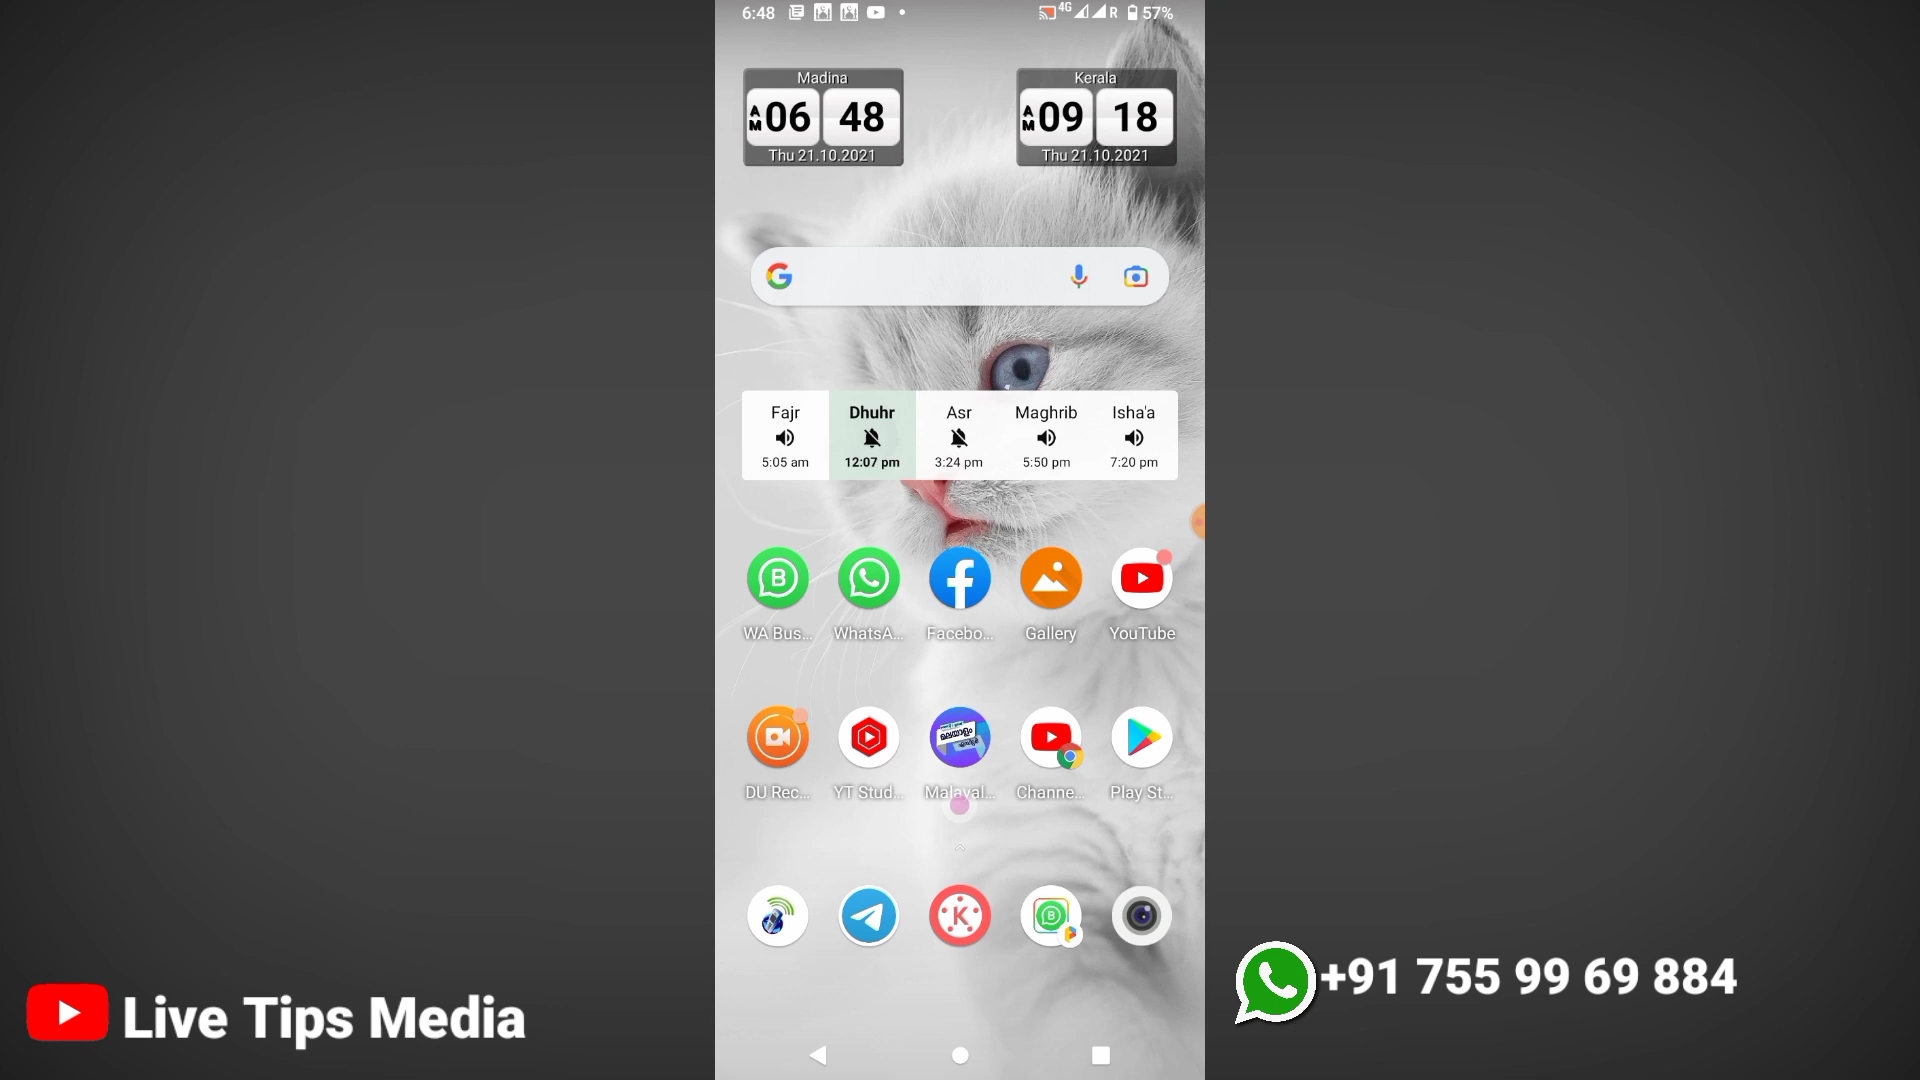 6:48
4G
R
57%
Madina
Kerala
AM 06 48
AM 09 18
Thu 21.10.2021
Thu 21.10.2021
Fajr Dhuhr Asr Maghrib Isha'a
5:05 am 12:07 pm 3:24 pm 5:50 pm 7:20 pm
WA Bus... WhatsA... Facebo... Gallery YouTube
മലയാളം
DU Rec... YT Stud... Malayal... Channe... Play St...
K
Live Tips Media
+91 755 99 69 884